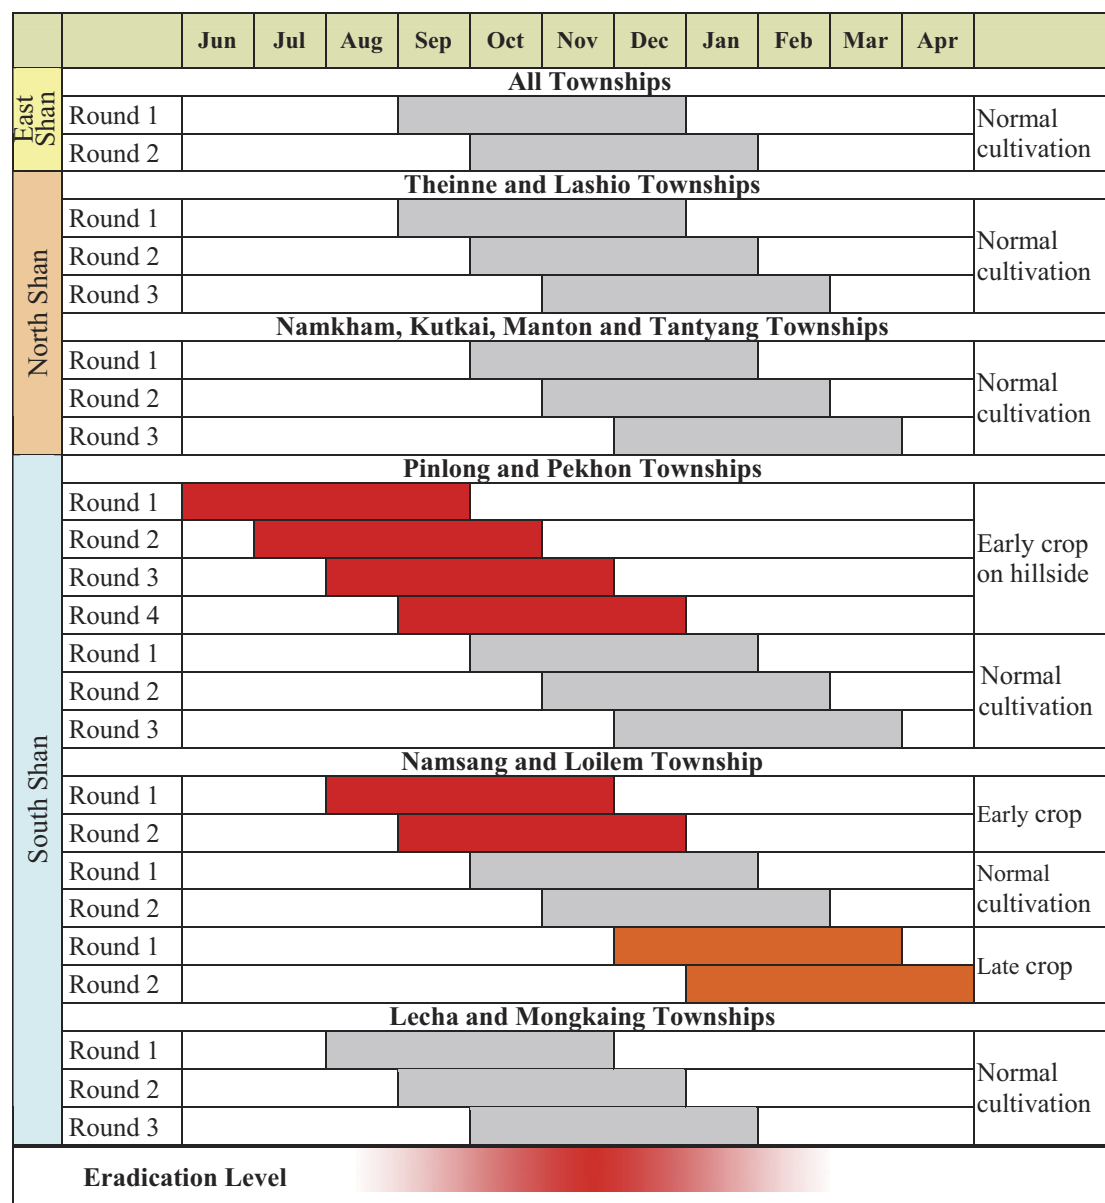 Jun Jul Aug Sep Oct Nov Dec Jan Feb Mar Apr
East
Shan
All Townships
Round 1
Round 2
Normal
cultivation
North Shan
Theinne and Lashio Townships
Round 1
Round 2
Round 3
Normal
cultivation
Namkham, Kutkai, Manton and Tantyang Townships
Round 1
Round 2
Round 3
Normal
cultivation
South Shan
Pinlong and Pekhon Townships
Round 1
Round 2
Round 3
Round 4
Early crop
on hillside
Round 1
Round 2
Round 3
Normal
cultivation
Namsang and Loilem Township
Round 1
Round 2
Early crop
Round 1
Round 2
Normal
cultivation
Round 1
Round 2
Late crop
Lecha and Mongkaing Townships
Round 1
Round 2
Round 3
Normal
cultivation
Eradication Level